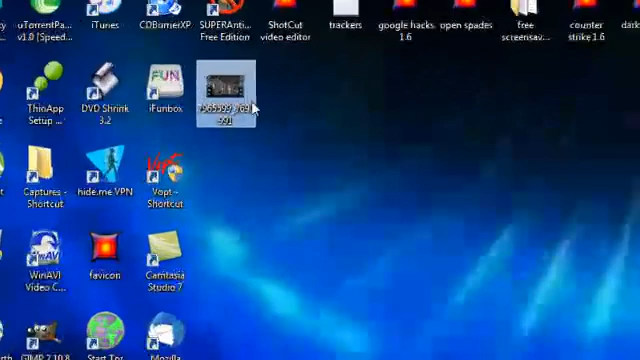 uTorrentPa...
v1.0 [Speed...
iTunes
CDBurnerXP
SUPERAnti...
Free Edition
ShotCut
video editor
trackers
google hacks
1.6
open spades
free
screensav...
counter
strike 1.6
ThinApp
Setup ...
DVD Shrink
3.2
iFunbox
FUN
Captures -
Shortcut
hide.me VPN
Vopt -
Shortcut
WinAVI
Video C...
favicon
Camtasia
Studio 7
GIMP 2.10.8
Start Tor
Mozilla